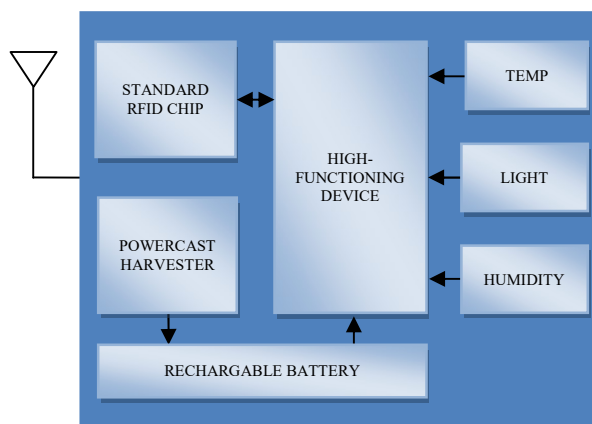 STANDARD
RFID CHIP
HIGH-
FUNCTIONING
DEVICE
TEMP
LIGHT
HUMIDITY
POWERCAST
HARVESTER
RECHARGABLE BATTERY